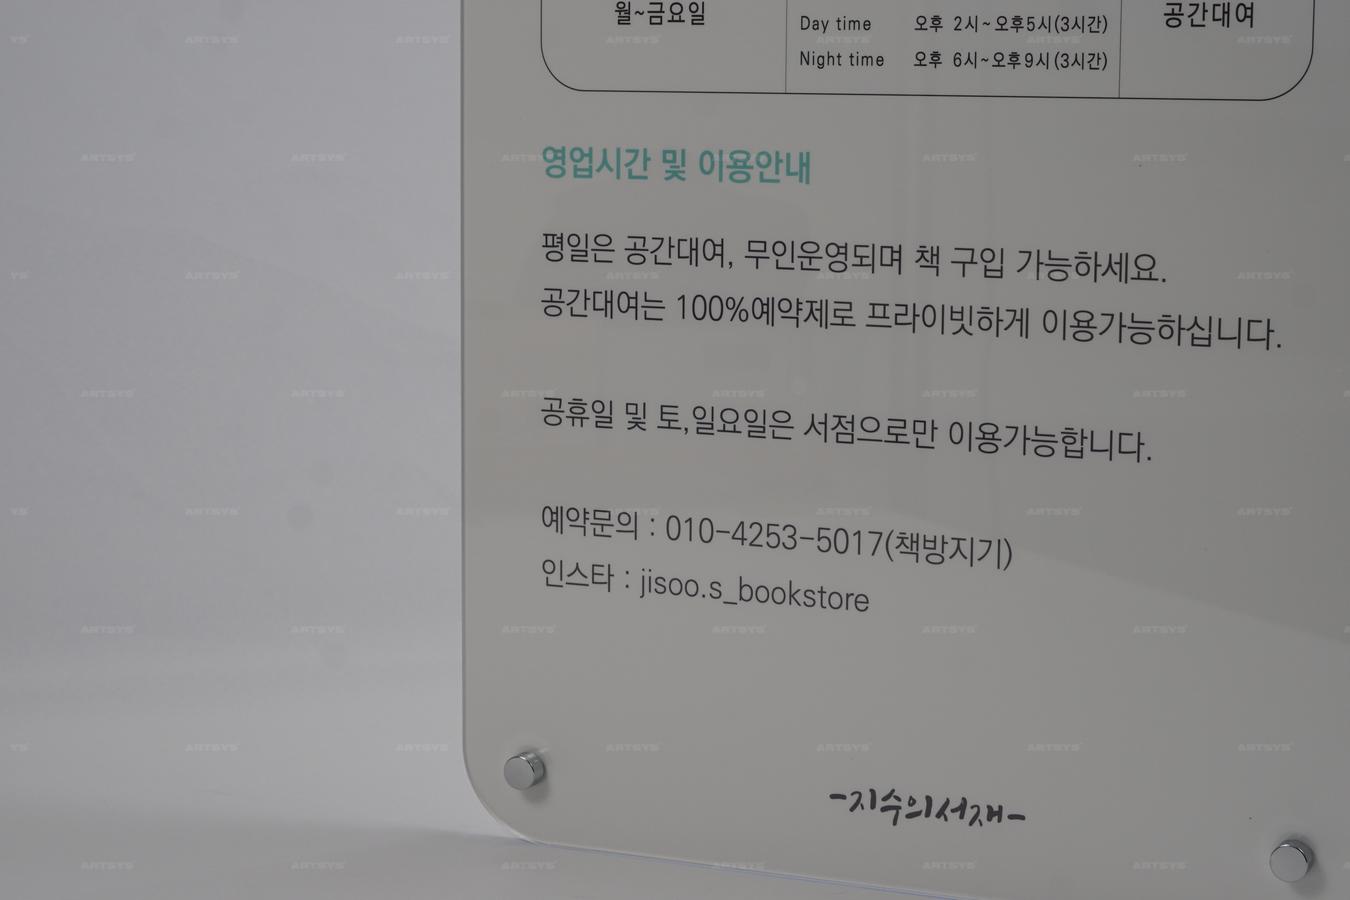 월~금요일
Day time 오후 2시~오후5시(3시간)
Night time 오후 6시~오후9시(3시간)
공간대여
영업시간 및 이용안내
평일은 공간대여, 무인운영되며 책 구입 가능하세요.
공간대여는 100%예약제로 프라이빗하게 이용가능하십니다.
공휴일 및 토,일요일은 서점으로만 이용가능합니다.
예약문의 : 010-4253-5017(책방지기)
인스타 : jisoo.s_bookstore
-지수의서재-
ARTSYS